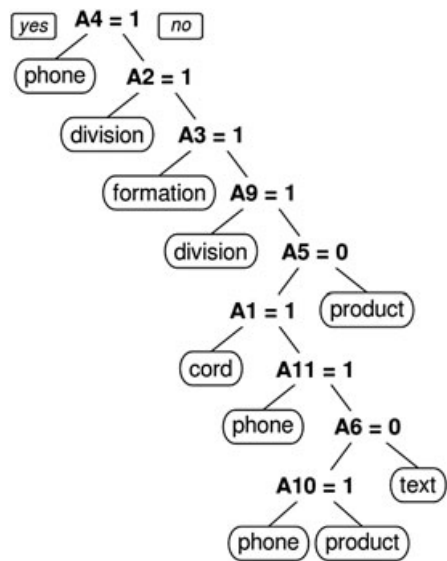 yes A4 = 1 no
phone A2 = 1
division A3 = 1
formation A9 = 1
division A5 = 0
A1 = 1 product
cord A11 = 1
phone A6 = 0
A10 = 1 text
phone product